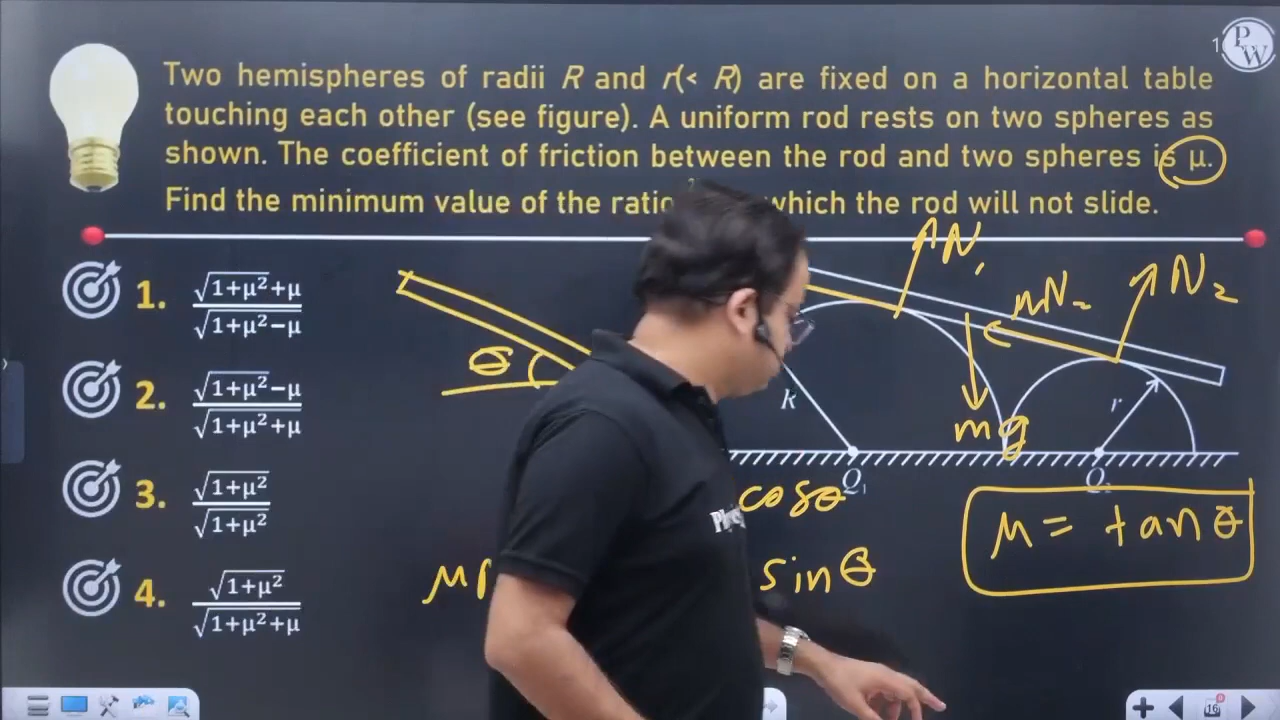 Two hemispheres of radii R and r(< R) are fixed on a horizontal table
touching each other (see figure). A uniform rod rests on two spheres as
shown. The coefficient of friction between the rod and two spheres is μ.
Find the minimum value of the ratio which the rod will not slide.
PW
1. √1+μ²+μ / √1+μ²−μ
2. √1+μ²−μ / √1+μ²+μ
3. √1+μ² / √1+μ²
4. √1+μ² / √1+μ²+μ
θ
N₁
μN₂
N₂
R
r
mg
Q₁
cosθ
μ = tanθ
μ
sinθ
16